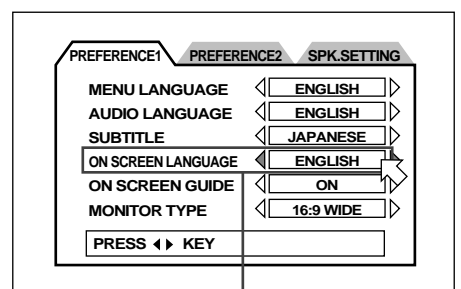 PREFERENCE1 PREFERENCE2 SPK.SETTING
MENU LANGUAGE ENGLISH
AUDIO LANGUAGE ENGLISH
SUBTITLE JAPANESE
ON SCREEN LANGUAGE ENGLISH
ON SCREEN GUIDE ON
MONITOR TYPE 16:9 WIDE
PRESS ◀▶ KEY